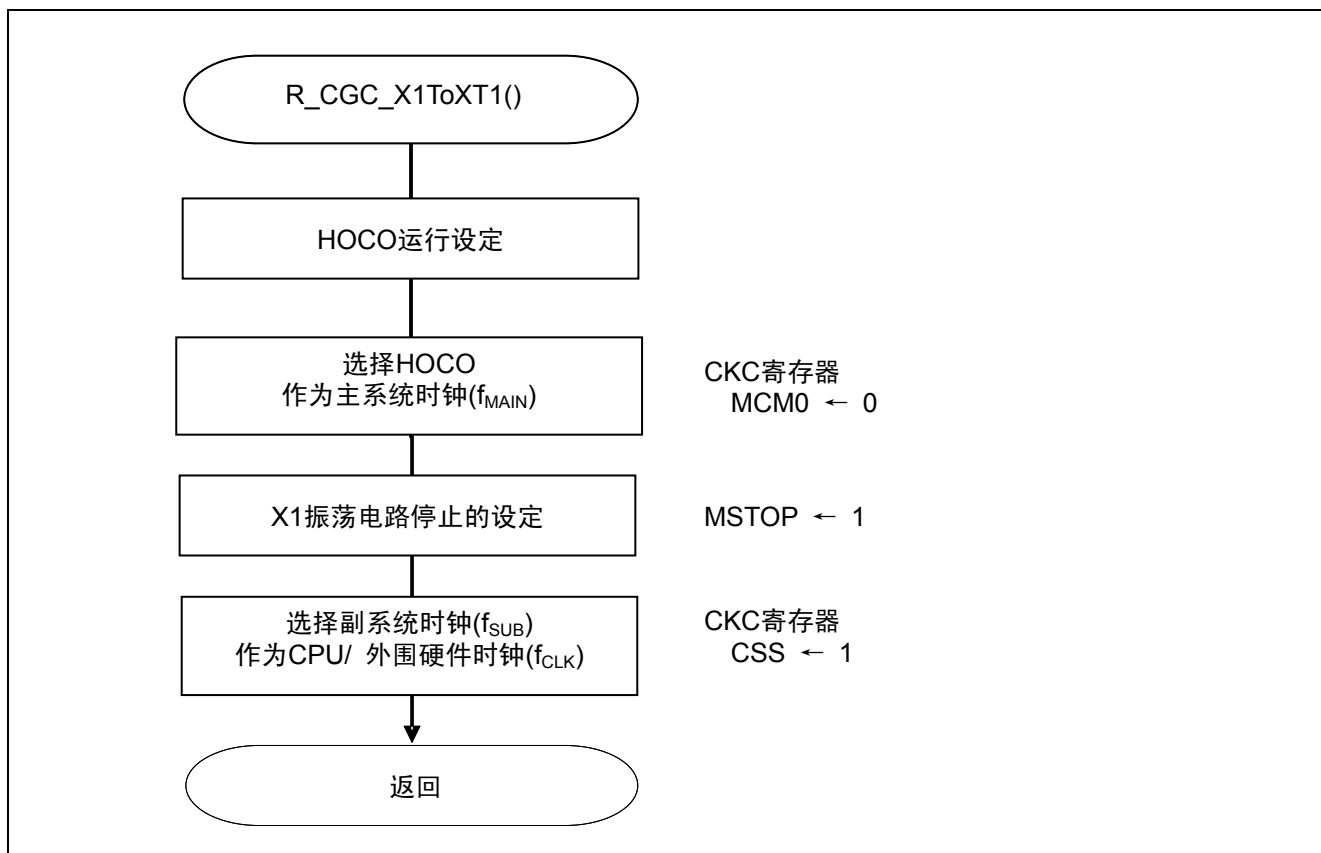 R_CGC_X1ToXT1()
HOCO运行设定
选择HOCO
作为主系统时钟(fMAIN)
CKC寄存器
MCM0 ← 0
X1振荡电路停止的设定
MSTOP ← 1
选择副系统时钟(fSUB)
作为CPU/ 外围硬件时钟(fCLK)
CKC寄存器
CSS ← 1
返回